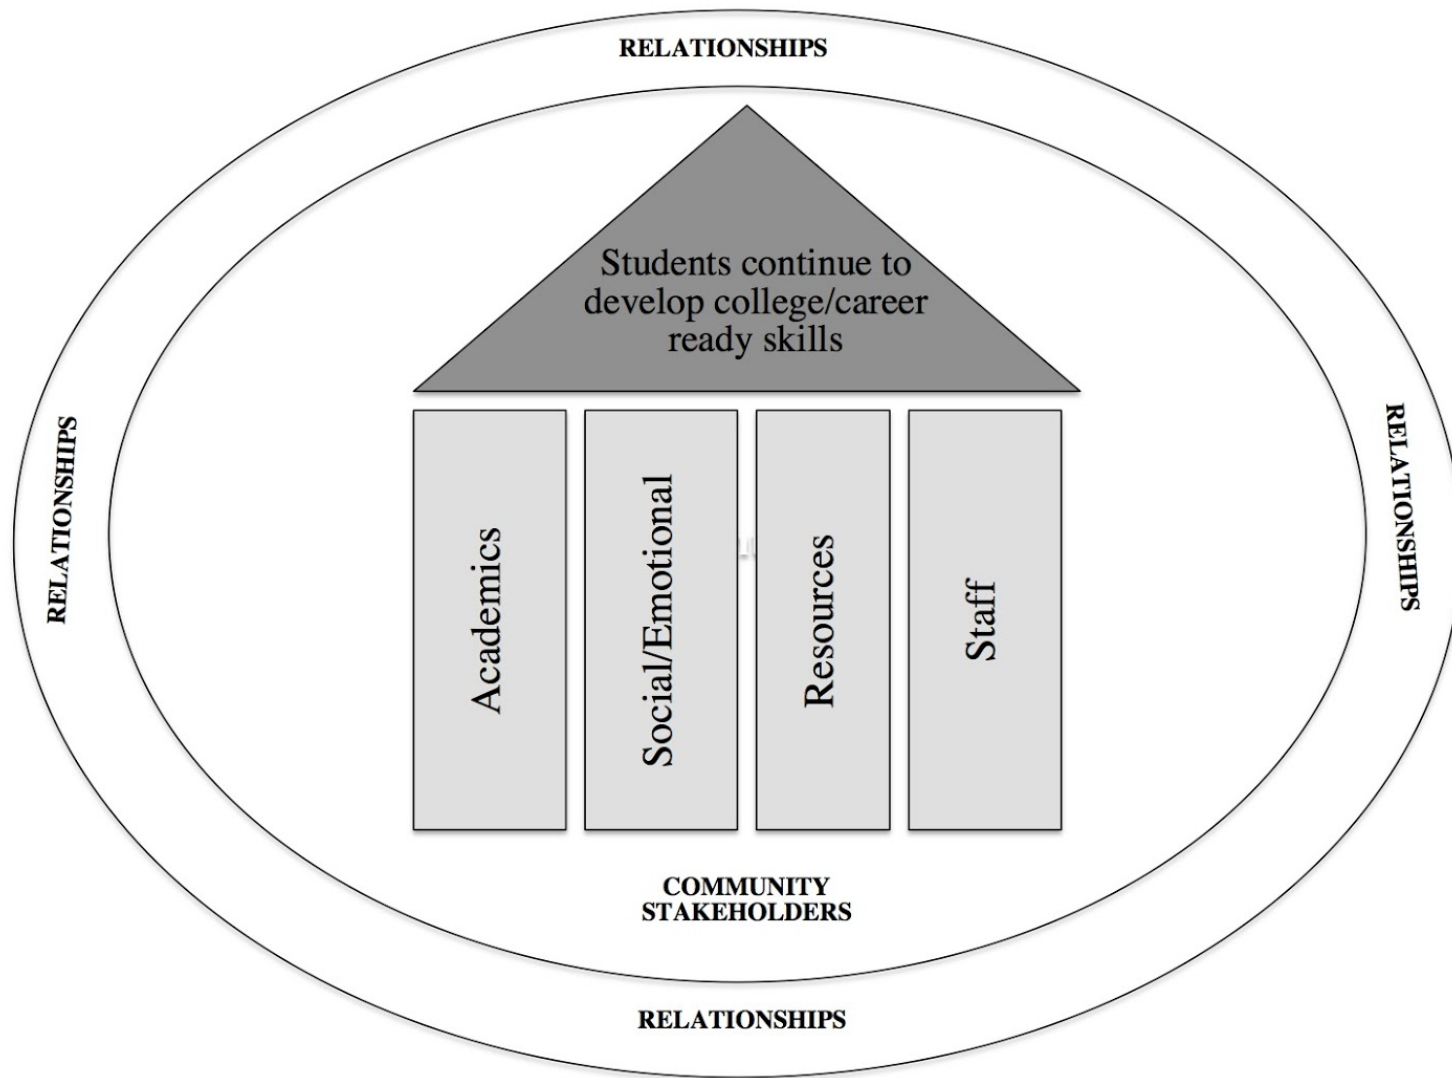 RELATIONSHIPS
Students continue to
develop college/career
ready skills
RELATIONSHIPS
Academics
Social/Emotional
Resources
Staff
RELATIONSHIPS
COMMUNITY
STAKEHOLDERS
RELATIONSHIPS